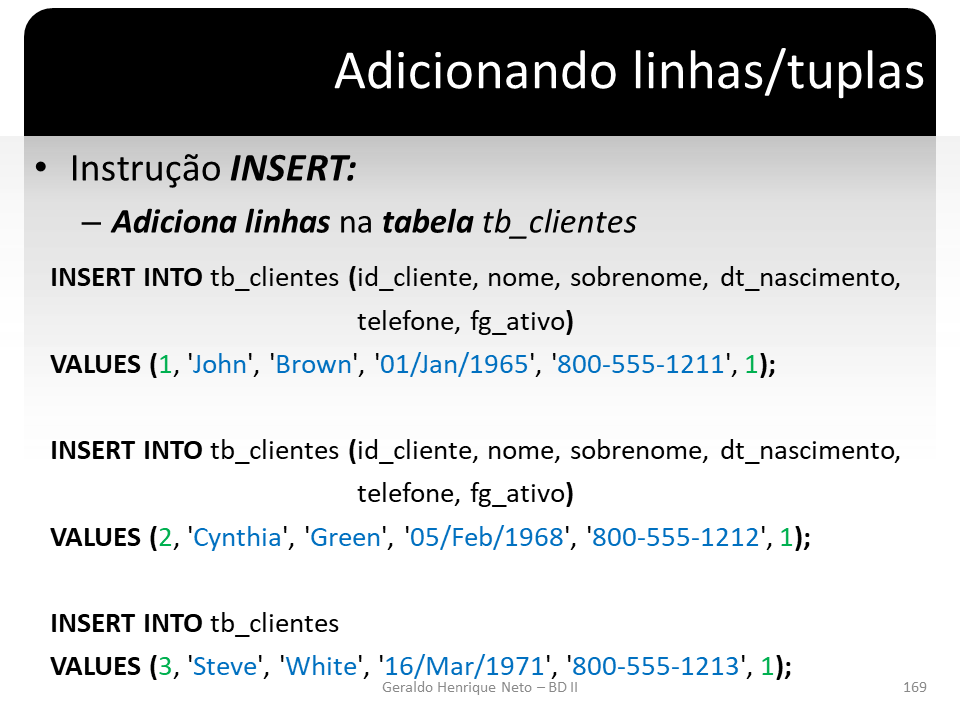 Adicionando linhas/tuplas
• Instrução INSERT:
– Adiciona linhas na tabela tb_clientes
INSERT INTO tb_clientes (id_cliente, nome, sobrenome, dt_nascimento,
telefone, fg_ativo)
VALUES (1, 'John', 'Brown', '01/Jan/1965', '800-555-1211', 1);
INSERT INTO tb_clientes (id_cliente, nome, sobrenome, dt_nascimento,
telefone, fg_ativo)
VALUES (2, 'Cynthia', 'Green', '05/Feb/1968', '800-555-1212', 1);
INSERT INTO tb_clientes
VALUES (3, 'Steve', 'White', '16/Mar/1971', '800-555-1213', 1);
Geraldo Henrique Neto – BD II
169